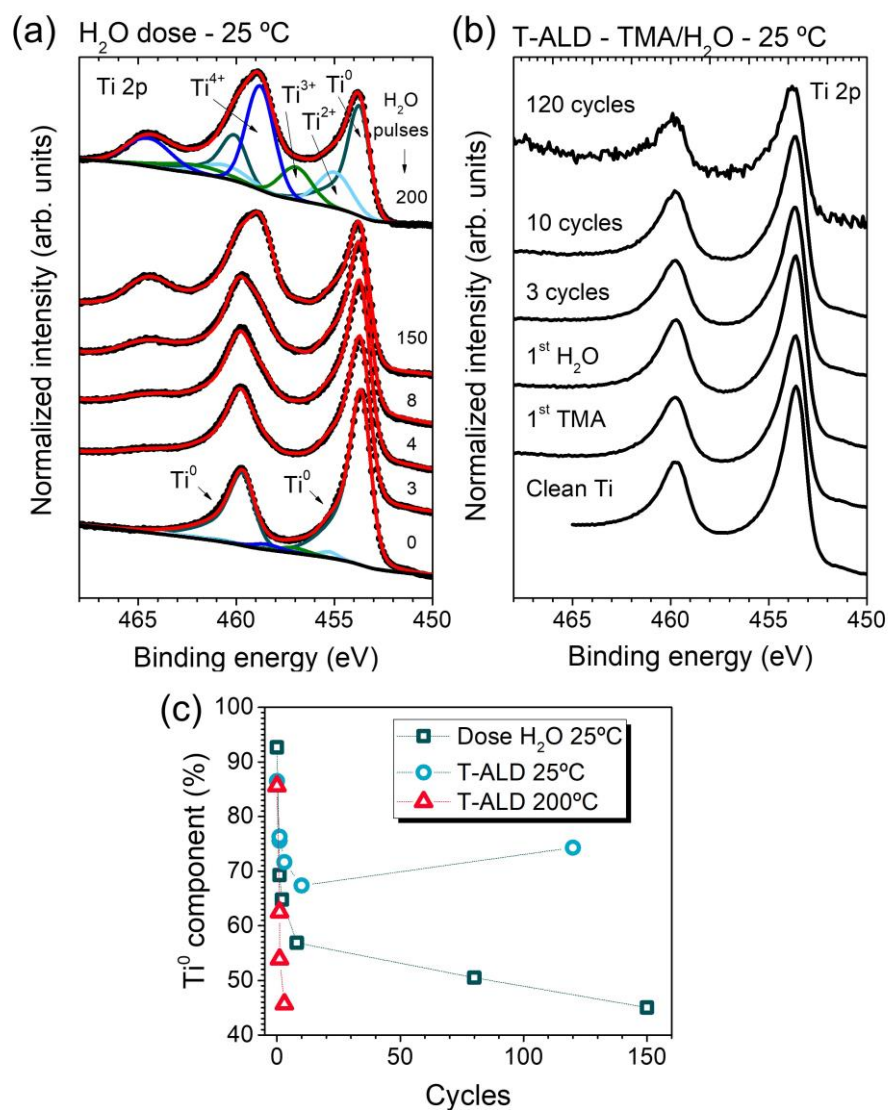 (a) H₂O dose - 25 ºC
Ti 2p
Ti⁴⁺
Ti³⁺
Ti²⁺
Ti⁰
H₂O
pulses
200
150
8
4
3
0
Ti⁰
Ti⁰
Normalized intensity (arb. units)
465 460 455 450
Binding energy (eV)
(b) T-ALD - TMA/H₂O - 25 ºC
Ti 2p
120 cycles
10 cycles
3 cycles
1ˢᵗ H₂O
1ˢᵗ TMA
Clean Ti
Normalized intensity (arb. units)
465 460 455 450
Binding energy (eV)
(c)
100
90
80
70
60
50
40
Ti⁰ component (%)
Dose H₂O 25ºC
T-ALD 25ºC
T-ALD 200ºC
0 50 100 150
Cycles